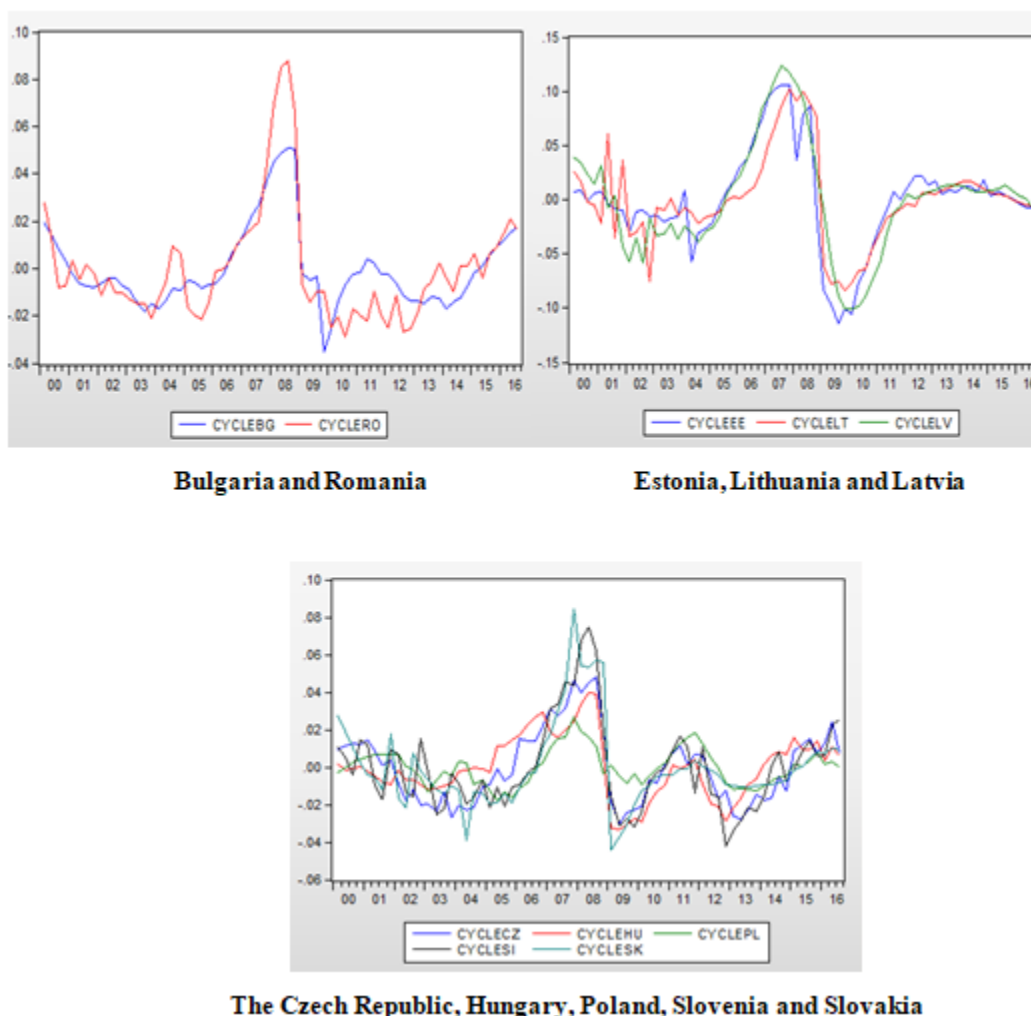 .10
.08
.06
.04
.02
.00
-.02
-.04
00 01 02 03 04 05 06 07 08 09 10 11 12 13 14 15 16
CYCLEBG CYCLERO
Bulgaria and Romania
.15
.10
.05
.00
-.05
-.10
-.15
00 01 02 03 04 05 06 07 08 09 10 11 12 13 14 15 16
CYCLEEE CYCLELT CYCLELV
Estonia, Lithuania and Latvia
.10
.08
.06
.04
.02
.00
-.02
-.04
-.06
00 01 02 03 04 05 06 07 08 09 10 11 12 13 14 15 16
CYCLECZ CYCLEHU CYCLEPL
CYCLESI CYCLESK
The Czech Republic, Hungary, Poland, Slovenia and Slovakia